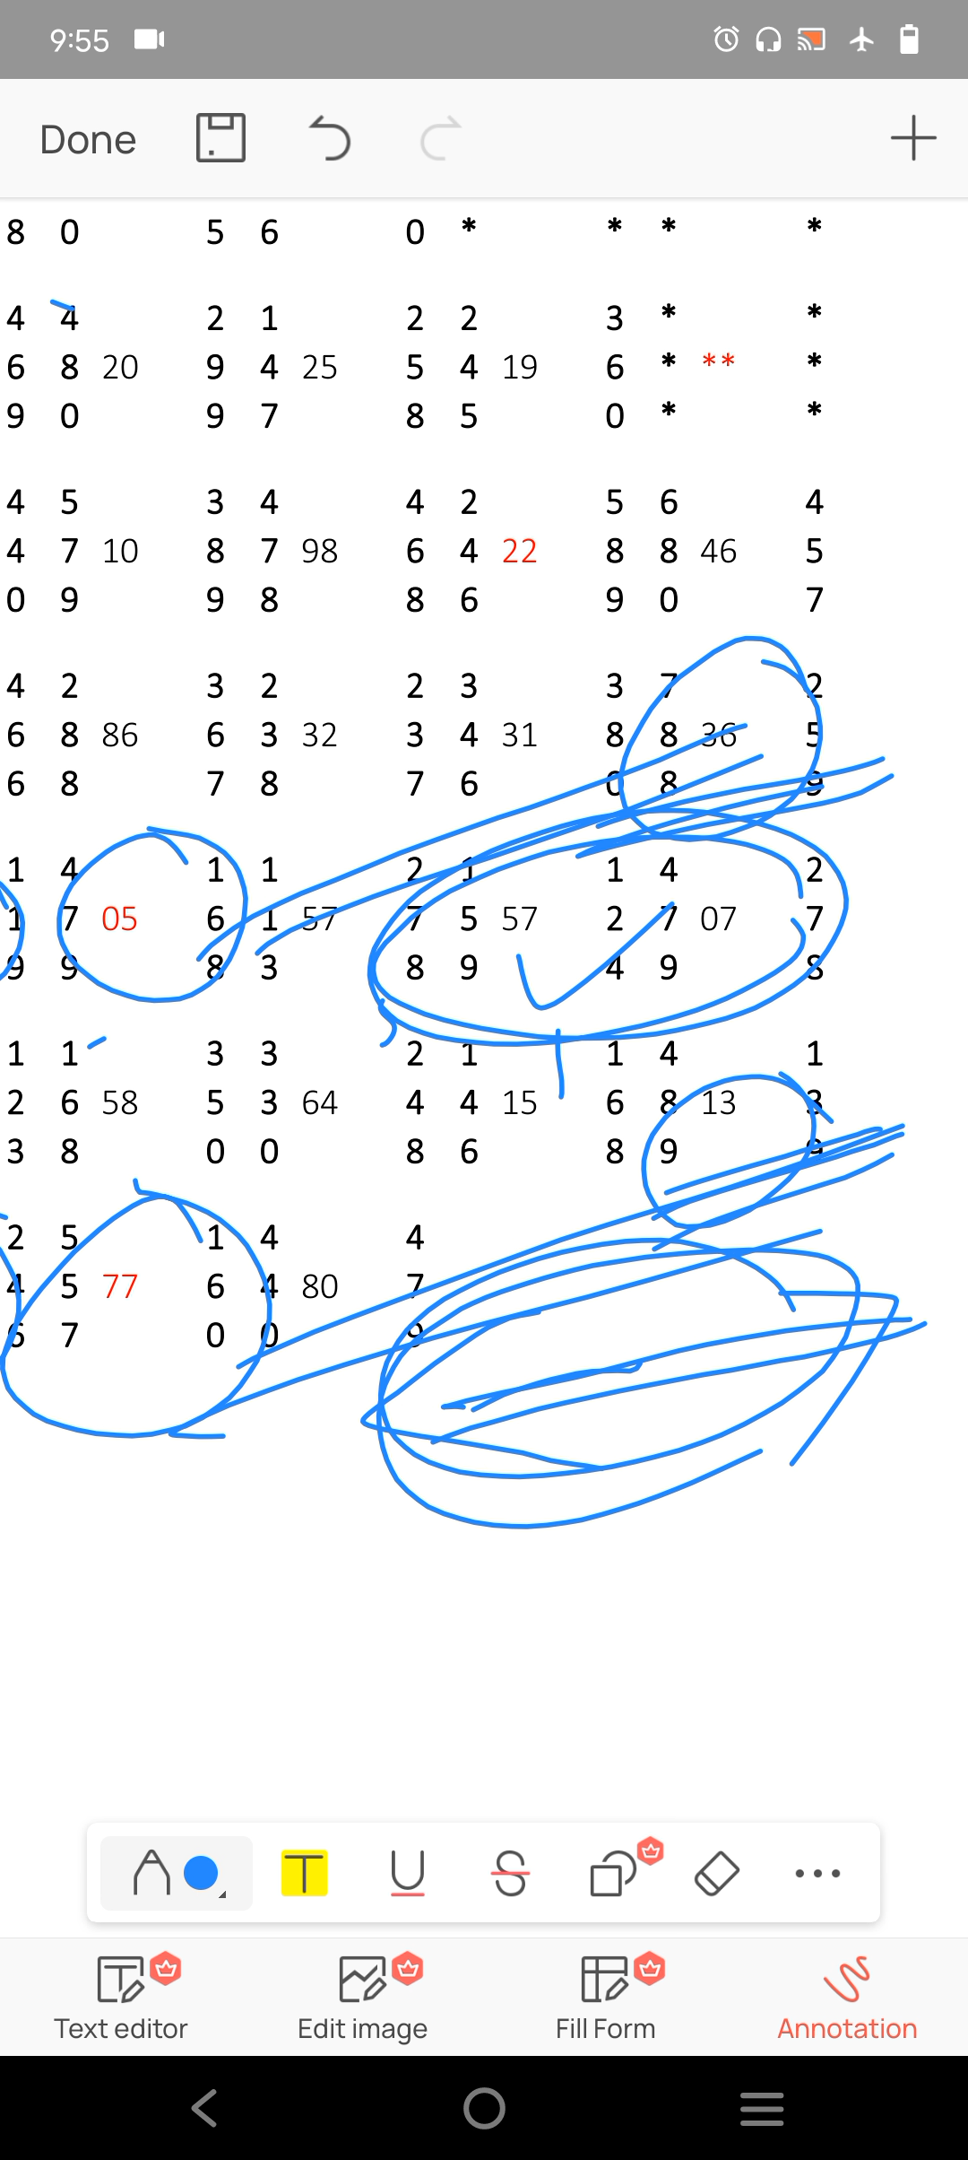 9:55
Done
8 0 5 6 0 * * * *
4 4 2 1 2 2 3 * *
6 8 20 9 4 25 5 4 19 6 * ** *
9 0 9 7 8 5 0 * *
4 5 3 4 4 2 5 6 4
4 7 10 8 7 98 6 4 22 8 8 46 5
0 9 9 8 8 6 9 0 7
4 2 3 2 2 3 3 7 2
6 8 86 6 3 32 3 4 31 8 8 36 5
6 8 7 8 7 6 0 8 9
1 4 1 1 2 1 1 4 2
1 7 05 6 1 57 7 5 57 2 7 07 7
9 9 8 3 8 9 4 9 8
1 1 3 3 2 1 1 4 1
2 6 58 5 3 64 4 4 15 6 8 13 3
3 8 0 0 8 6 8 9 9
2 5 1 4 4
4 5 77 6 4 80 7
6 7 0 0 9
Text editor Edit image Fill Form Annotation